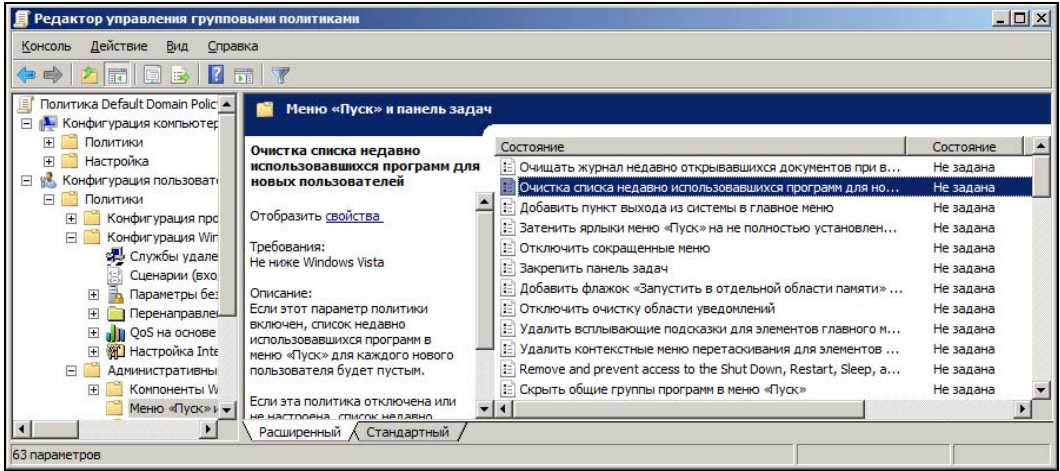 Редактор управления групповыми политиками
Консоль Действие Вид Справка
Политика Default Domain Polic
Конфигурация компьютер
Политики
Настройка
Конфигурация пользоват
Политики
Конфигурация про
Конфигурация Win
Службы удале
Сценарии (вхо
Параметры без
Перенаправле
QoS на основе
Настройка Inte
Административны
Компоненты W
Меню «Пуск» и
Меню «Пуск» и панель задач
Очистка списка недавно
использовавшихся программ для
новых пользователей
Отобразить свойства
Требования:
Не ниже Windows Vista
Описание:
Если этот параметр политики
включен, список недавно
использовавшихся программ в
меню «Пуск» для каждого нового
пользователя будет пустым.
Если эта политика отключена или
не настроена, список недавно
Состояние Состояние
Очищать журнал недавно открывавшихся документов при в... Не задана
Очистка списка недавно использовавшихся программ для но... Не задана
Добавить пункт выхода из системы в главное меню Не задана
Затенить ярлыки меню «Пуск» на не полностью установлен... Не задана
Отключить сокращенные меню Не задана
Закрепить панель задач Не задана
Добавить флажок «Запустить в отдельной области памяти» ... Не задана
Отключить очистку области уведомлений Не задана
Удалить всплывающие подсказки для элементов главного м... Не задана
Удалить контекстные меню перетаскивания для элементов ... Не задана
Remove and prevent access to the Shut Down, Restart, Sleep, a... Не задана
Скрыть общие группы программ в меню «Пуск» Не задана
Расширенный Стандартный
63 параметров